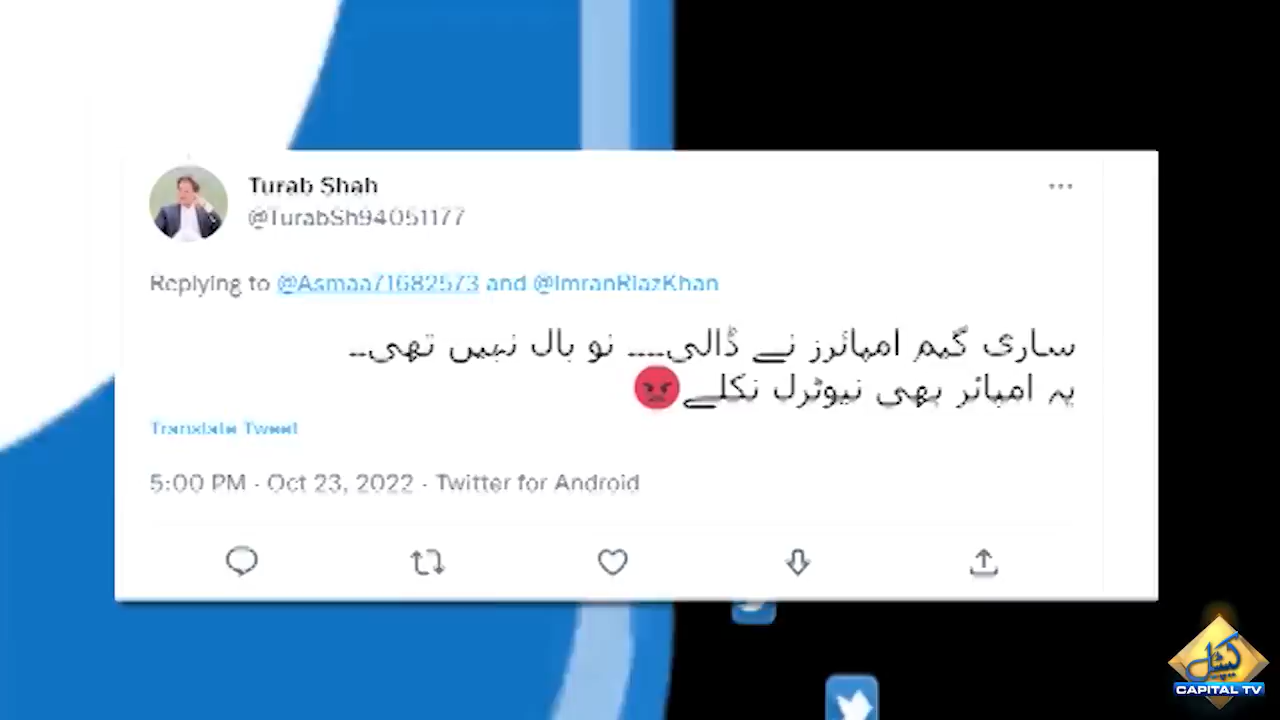 Turab Shah
@TurabSh94051177
Replying to @Asmaa71682573 and @ImranRiazKhan
ساری گیم امپائرز نے ڈالی.... نو بال نہیں تھی..
یہ امپائر بھی نیوٹرل نکلے😡
Translate Tweet
5:00 PM · Oct 23, 2022 · Twitter for Android
کیپٹل
CAPITAL TV